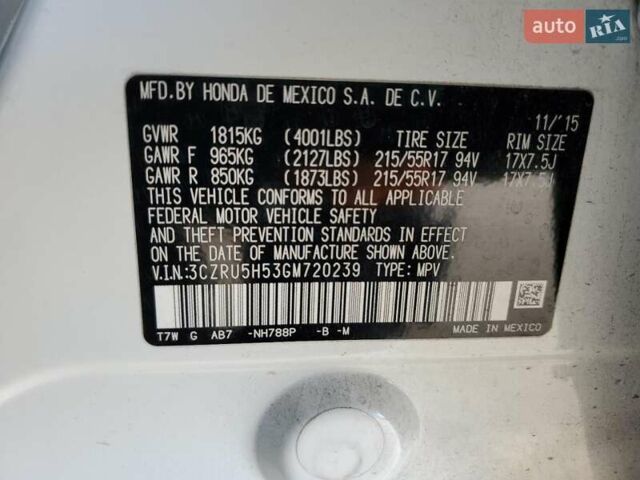 auto RIA .com
MFD.BY HONDA DE MEXICO S.A. DE C.V.
11/'15
GVWR 1815KG (4001LBS) TIRE SIZE RIM SIZE
GAWR F 965KG (2127LBS) 215/55R17 94V 17X7.5J
GAWR R 850KG (1873LBS) 215/55R17 94V 17X7.5J
THIS VEHICLE CONFORMS TO ALL APPLICABLE
FEDERAL MOTOR VEHICLE SAFETY
AND THEFT PREVENTION STANDARDS IN EFFECT
ON THE DATE OF MANUFACTURE SHOWN ABOVE.
V.I.N.:3CZRU5H53GM720239 TYPE: MPV
T7W G AB7 -NH788P -B -M MADE IN MEXICO